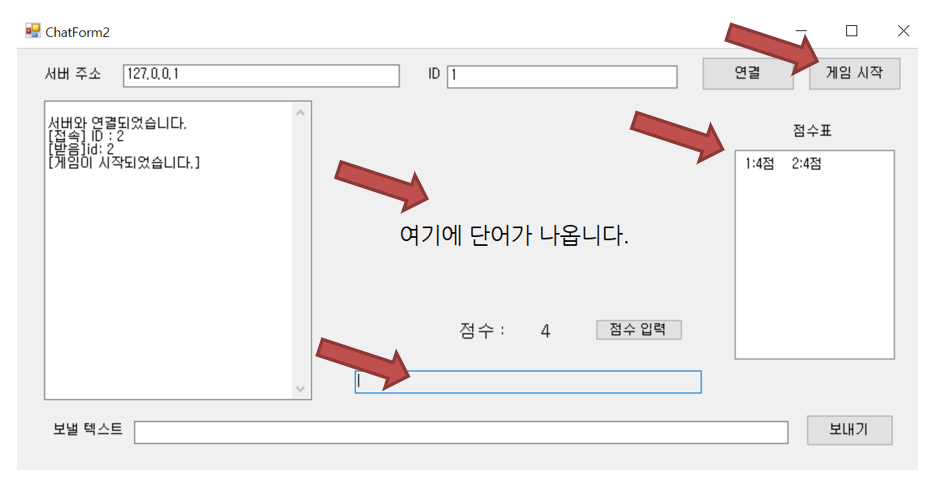 ChatForm2
서버 주소 127,0,0,1 ID 1 연결 게임 시작
서버와 연결되었습니다.
[접속] ID : 2
[받음]id: 2
[게임이 시작되었습니다.]
점수표
1:4점 2:4점
여기에 단어가 나옵니다.
점수 : 4 점수 입력
보낼 텍스트 보내기